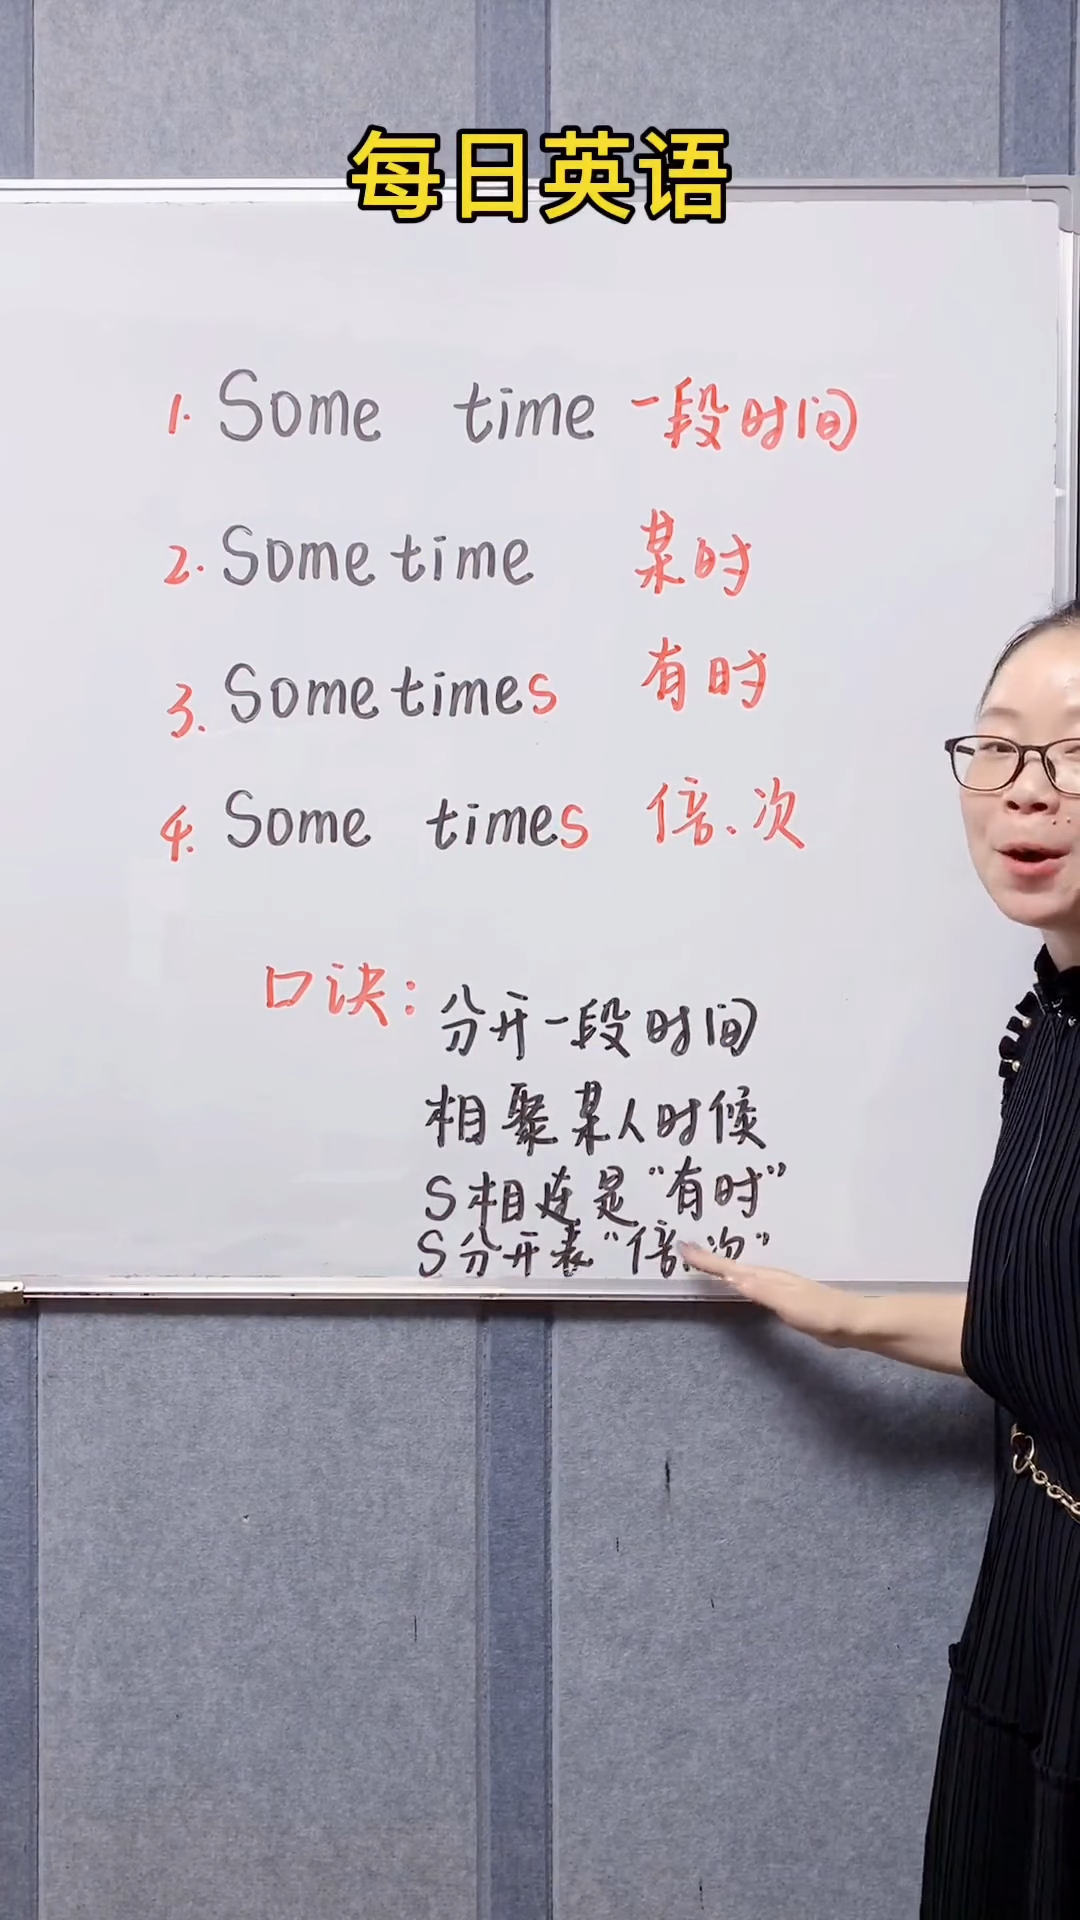 每日英语
1. Some time 一段时间
2. Sometime 某时
3. Sometimes 有时
4. Some times 倍、次
口诀：分开一段时间
相聚某人时候
S相连是“有时”
S分开表“倍、次”